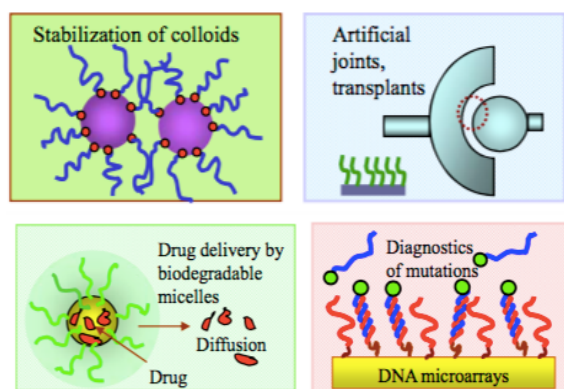 Stabilization of colloids
Artificial
joints,
transplants
Drug delivery by
biodegradable
micelles
Diffusion
Drug
Diagnostics
of mutations
DNA microarrays